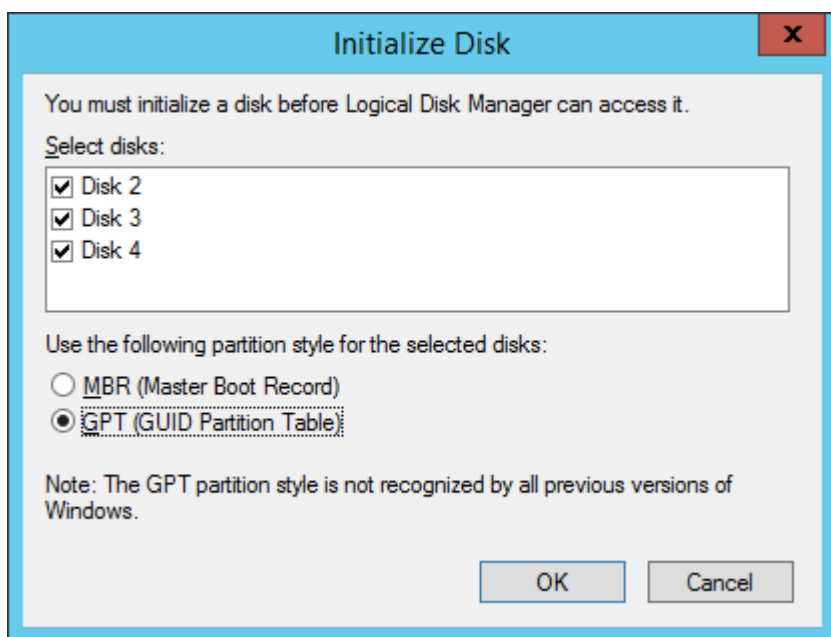 Initialize Disk
x
You must initialize a disk before Logical Disk Manager can access it.
Select disks:
Disk 2
Disk 3
Disk 4
Use the following partition style for the selected disks:
MBR (Master Boot Record)
GPT (GUID Partition Table)
Note: The GPT partition style is not recognized by all previous versions of
Windows.
OK Cancel